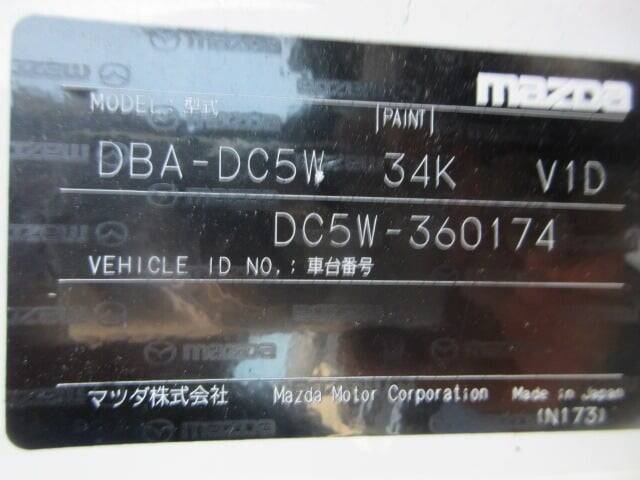 mazda
MODEL : 型式 PAINT
DBA-DC5W 34K V1D
DC5W-360174
VEHICLE ID NO.; 車台番号
マツダ株式会社 Mazda Motor Corporation Made in Japan
(N173)